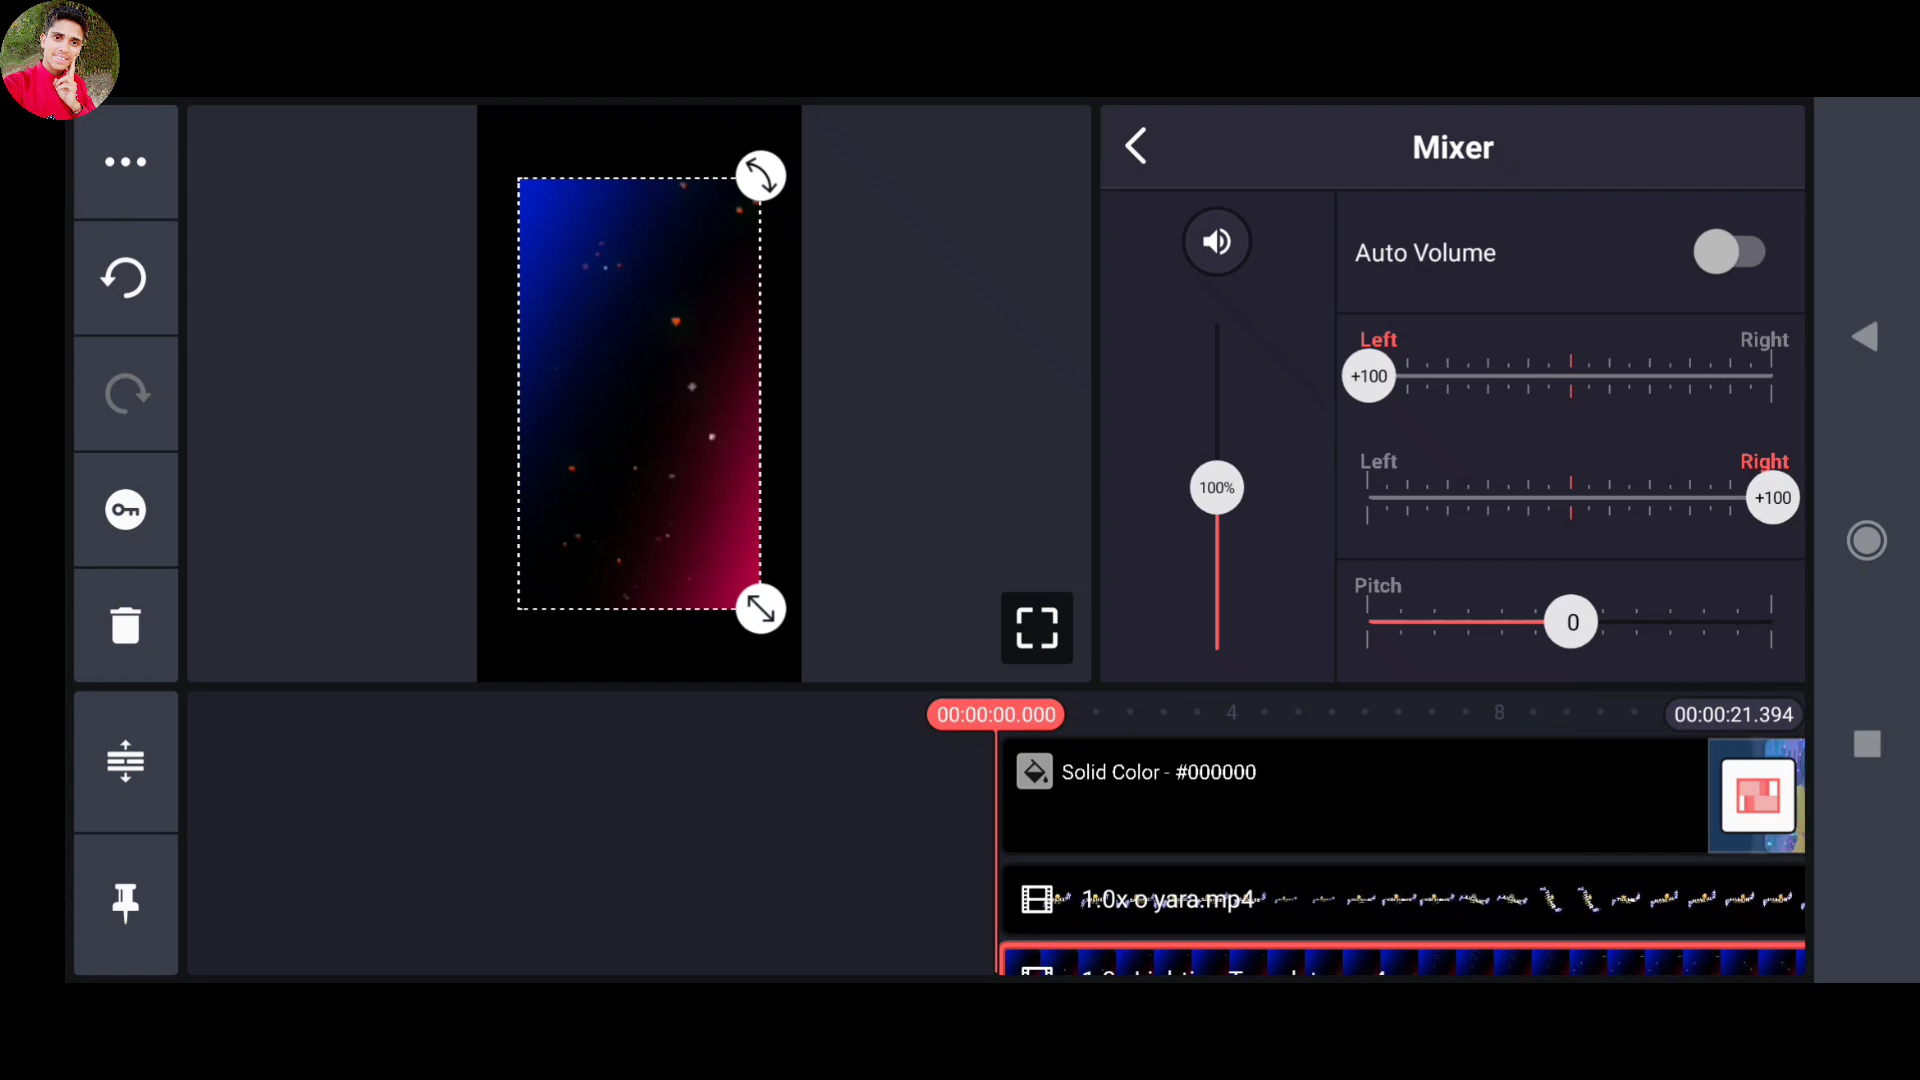 Mixer
Auto Volume
Left
Right
+100
Left
Right
+100
100%
Pitch
0
00:00:00.000
4
8
00:00:21.394
Solid Color - #000000
1.0x o yara.mp4